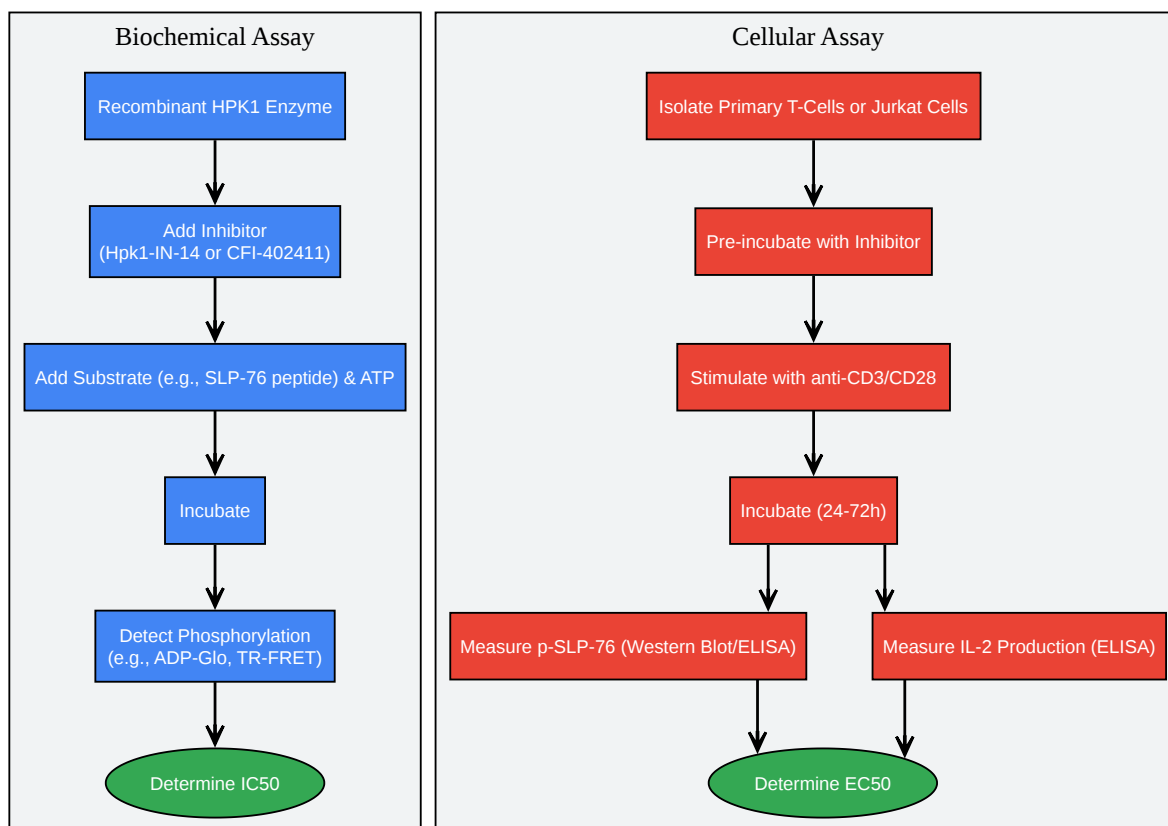 Biochemical Assay
Recombinant HPK1 Enzyme
Add Inhibitor
(Hpk1-IN-14 or CFI-402411)
Add Substrate (e.g., SLP-76 peptide) & ATP
Incubate
Detect Phosphorylation
(e.g., ADP-Glo, TR-FRET)
Determine IC50
Cellular Assay
Isolate Primary T-Cells or Jurkat Cells
Pre-incubate with Inhibitor
Stimulate with anti-CD3/CD28
Incubate (24-72h)
Measure p-SLP-76 (Western Blot/ELISA)
Measure IL-2 Production (ELISA)
Determine EC50